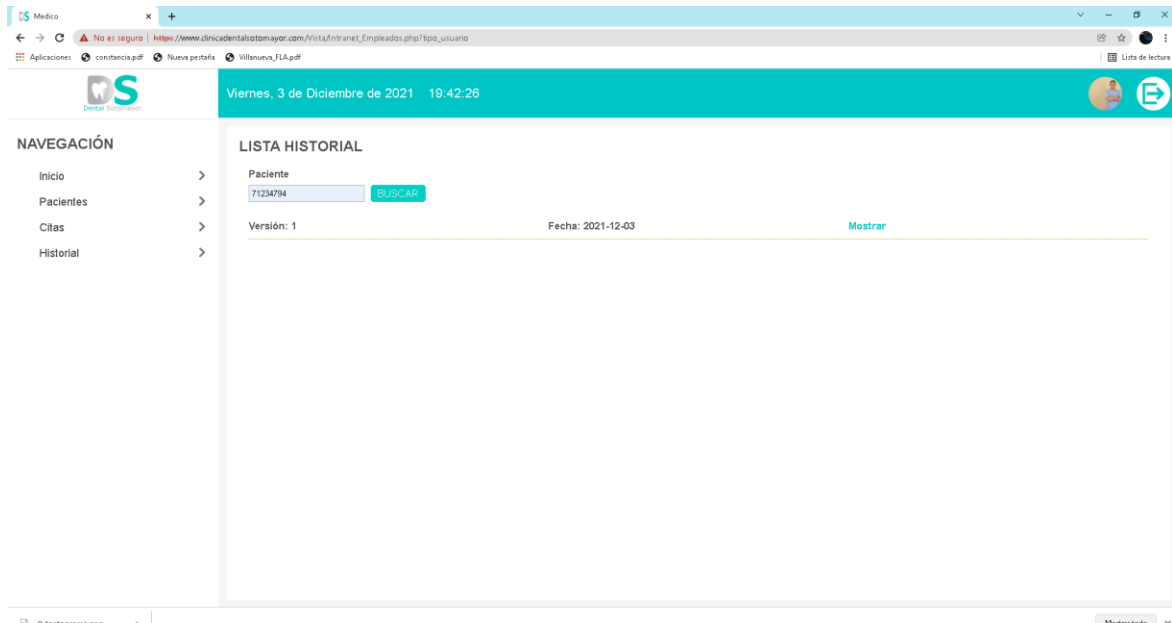 DS Medico
No es seguro | https://www.clinicadentalsotomayor.com/Vista/Intranet_Empleados.php?tipo_usuario
Aplicaciones constancia.pdf Nueva pestaña Villanueva_FLA.pdf Lista de lectura
DS
Dental Sotomayor
Viernes, 3 de Diciembre de 2021 19:42:26
NAVEGACIÓN
Inicio
Pacientes
Citas
Historial
LISTA HISTORIAL
Paciente
71234794 BUSCAR
Versión: 1 Fecha: 2021-12-03 Mostrar